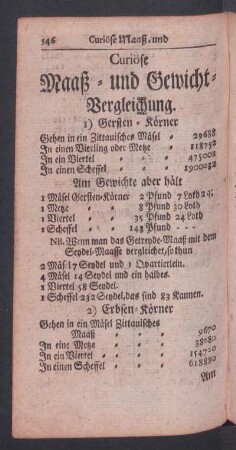 546 Curiöse Maaß, und
Curiöse
Maaß- und Gewicht-
Vergleichung.
1) Gersten-Körner
Gehen in ein Zittauisches Mäsel 29688
In einen Vierling oder Metze 118752
In ein Viertel 475008
In einen Scheffel 1900032
Am Gewichte aber hält
1 Mäsel Gersten-Körner 2 Pfund 7 Loth
1 Metze 8 Pfund 30 Loth
1 Viertel 35 Pfund 24 Loth
1 Scheffel 143 Pfund
NB. Wenn man das Getreyde-Maaß mit dem
Seydel-Maasse vergleichet, so thun
2 Mäsel 7 Seydel und 1 Qvartierlein.
4 Mäsel 14 Seydel und ein halbes.
1 Viertel 58 Seydel.
1 Scheffel 232 Seydel, das sind 83 Kannen.
2) Erbsen-Körner
Gehen in ein Mäsel Zittauisches
Maaß 9670
In eine Metze 38680
In ein Viertel 154720
In einen Scheffel 618880
Am